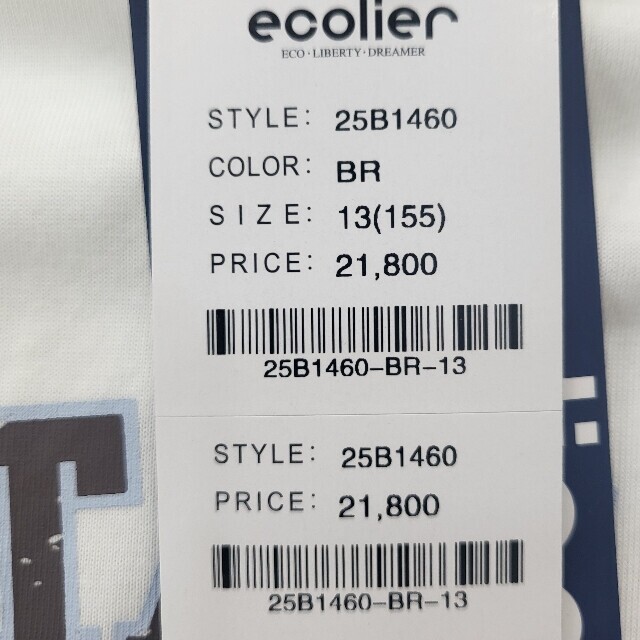 ecolier
ECO·LIBERTY·DREAMER
STYLE: 25B1460
COLOR: BR
SIZE: 13(155)
PRICE: 21,800
25B1460-BR-13
STYLE: 25B1460
PRICE: 21,800
25B1460-BR-13